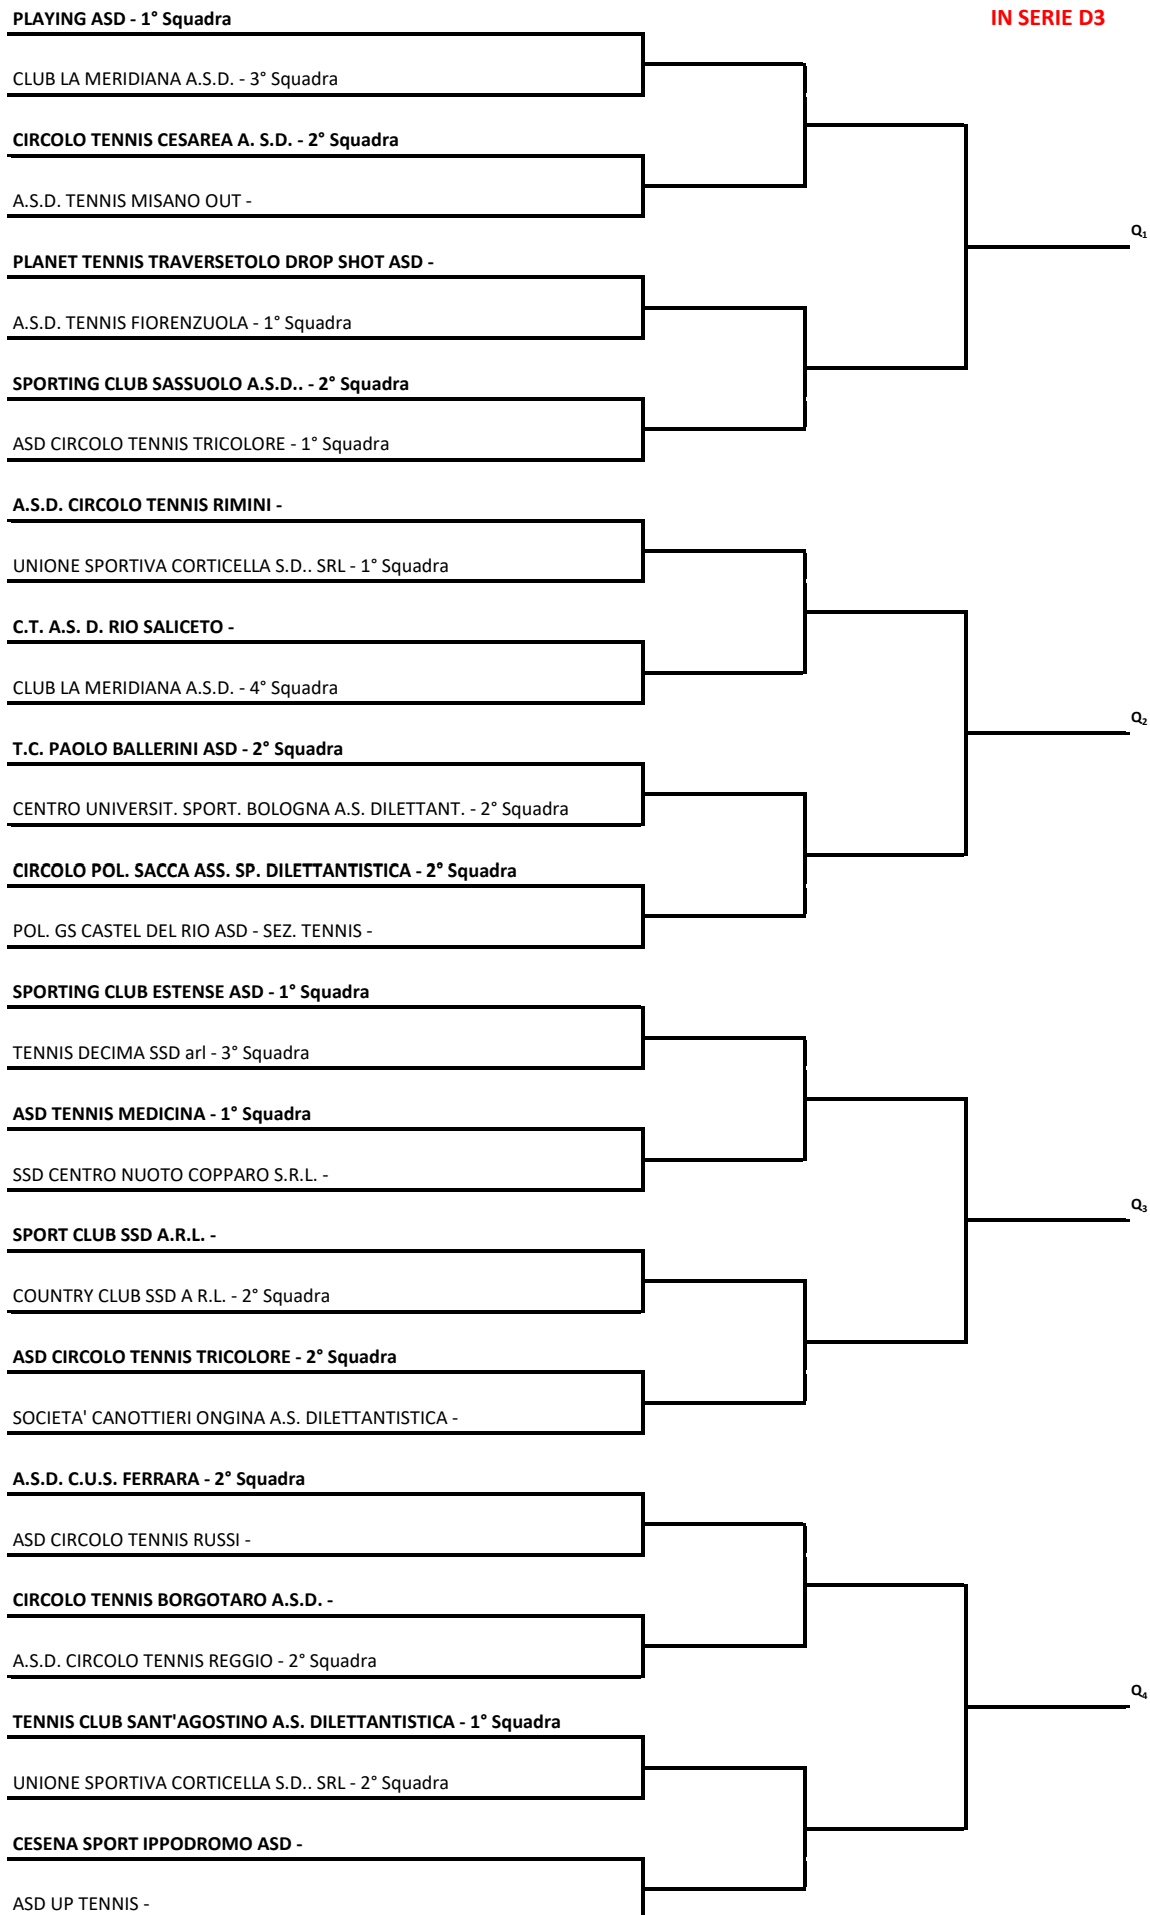 PLAYING ASD - 1° Squadra
IN SERIE D3
CLUB LA MERIDIANA A.S.D. - 3° Squadra
CIRCOLO TENNIS CESAREA A. S.D. - 2° Squadra
A.S.D. TENNIS MISANO OUT -
Q₁
PLANET TENNIS TRAVERSETOLO DROP SHOT ASD -
A.S.D. TENNIS FIORENZUOLA - 1° Squadra
SPORTING CLUB SASSUOLO A.S.D.. - 2° Squadra
ASD CIRCOLO TENNIS TRICOLORE - 1° Squadra
A.S.D. CIRCOLO TENNIS RIMINI -
UNIONE SPORTIVA CORTICELLA S.D.. SRL - 1° Squadra
C.T. A.S. D. RIO SALICETO -
CLUB LA MERIDIANA A.S.D. - 4° Squadra
Q₂
T.C. PAOLO BALLERINI ASD - 2° Squadra
CENTRO UNIVERSIT. SPORT. BOLOGNA A.S. DILETTANT. - 2° Squadra
CIRCOLO POL. SACCA ASS. SP. DILETTANTISTICA - 2° Squadra
POL. GS CASTEL DEL RIO ASD - SEZ. TENNIS -
SPORTING CLUB ESTENSE ASD - 1° Squadra
TENNIS DECIMA SSD arl - 3° Squadra
ASD TENNIS MEDICINA - 1° Squadra
SSD CENTRO NUOTO COPPARO S.R.L. -
Q₃
SPORT CLUB SSD A.R.L. -
COUNTRY CLUB SSD A R.L. - 2° Squadra
ASD CIRCOLO TENNIS TRICOLORE - 2° Squadra
SOCIETA' CANOTTIERI ONGINA A.S. DILETTANTISTICA -
A.S.D. C.U.S. FERRARA - 2° Squadra
ASD CIRCOLO TENNIS RUSSI -
CIRCOLO TENNIS BORGOTARO A.S.D. -
A.S.D. CIRCOLO TENNIS REGGIO - 2° Squadra
Q₄
TENNIS CLUB SANT'AGOSTINO A.S. DILETTANTISTICA - 1° Squadra
UNIONE SPORTIVA CORTICELLA S.D.. SRL - 2° Squadra
CESENA SPORT IPPODROMO ASD -
ASD UP TENNIS -